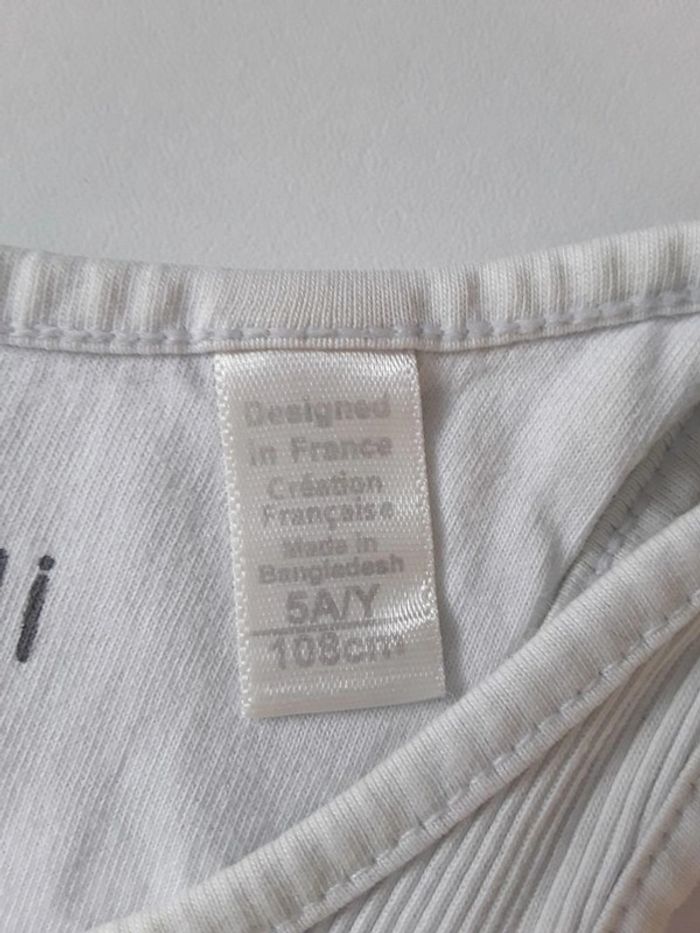 Designed
in France
Création
Française
Made in
Bangladesh
5A/Y
108cm